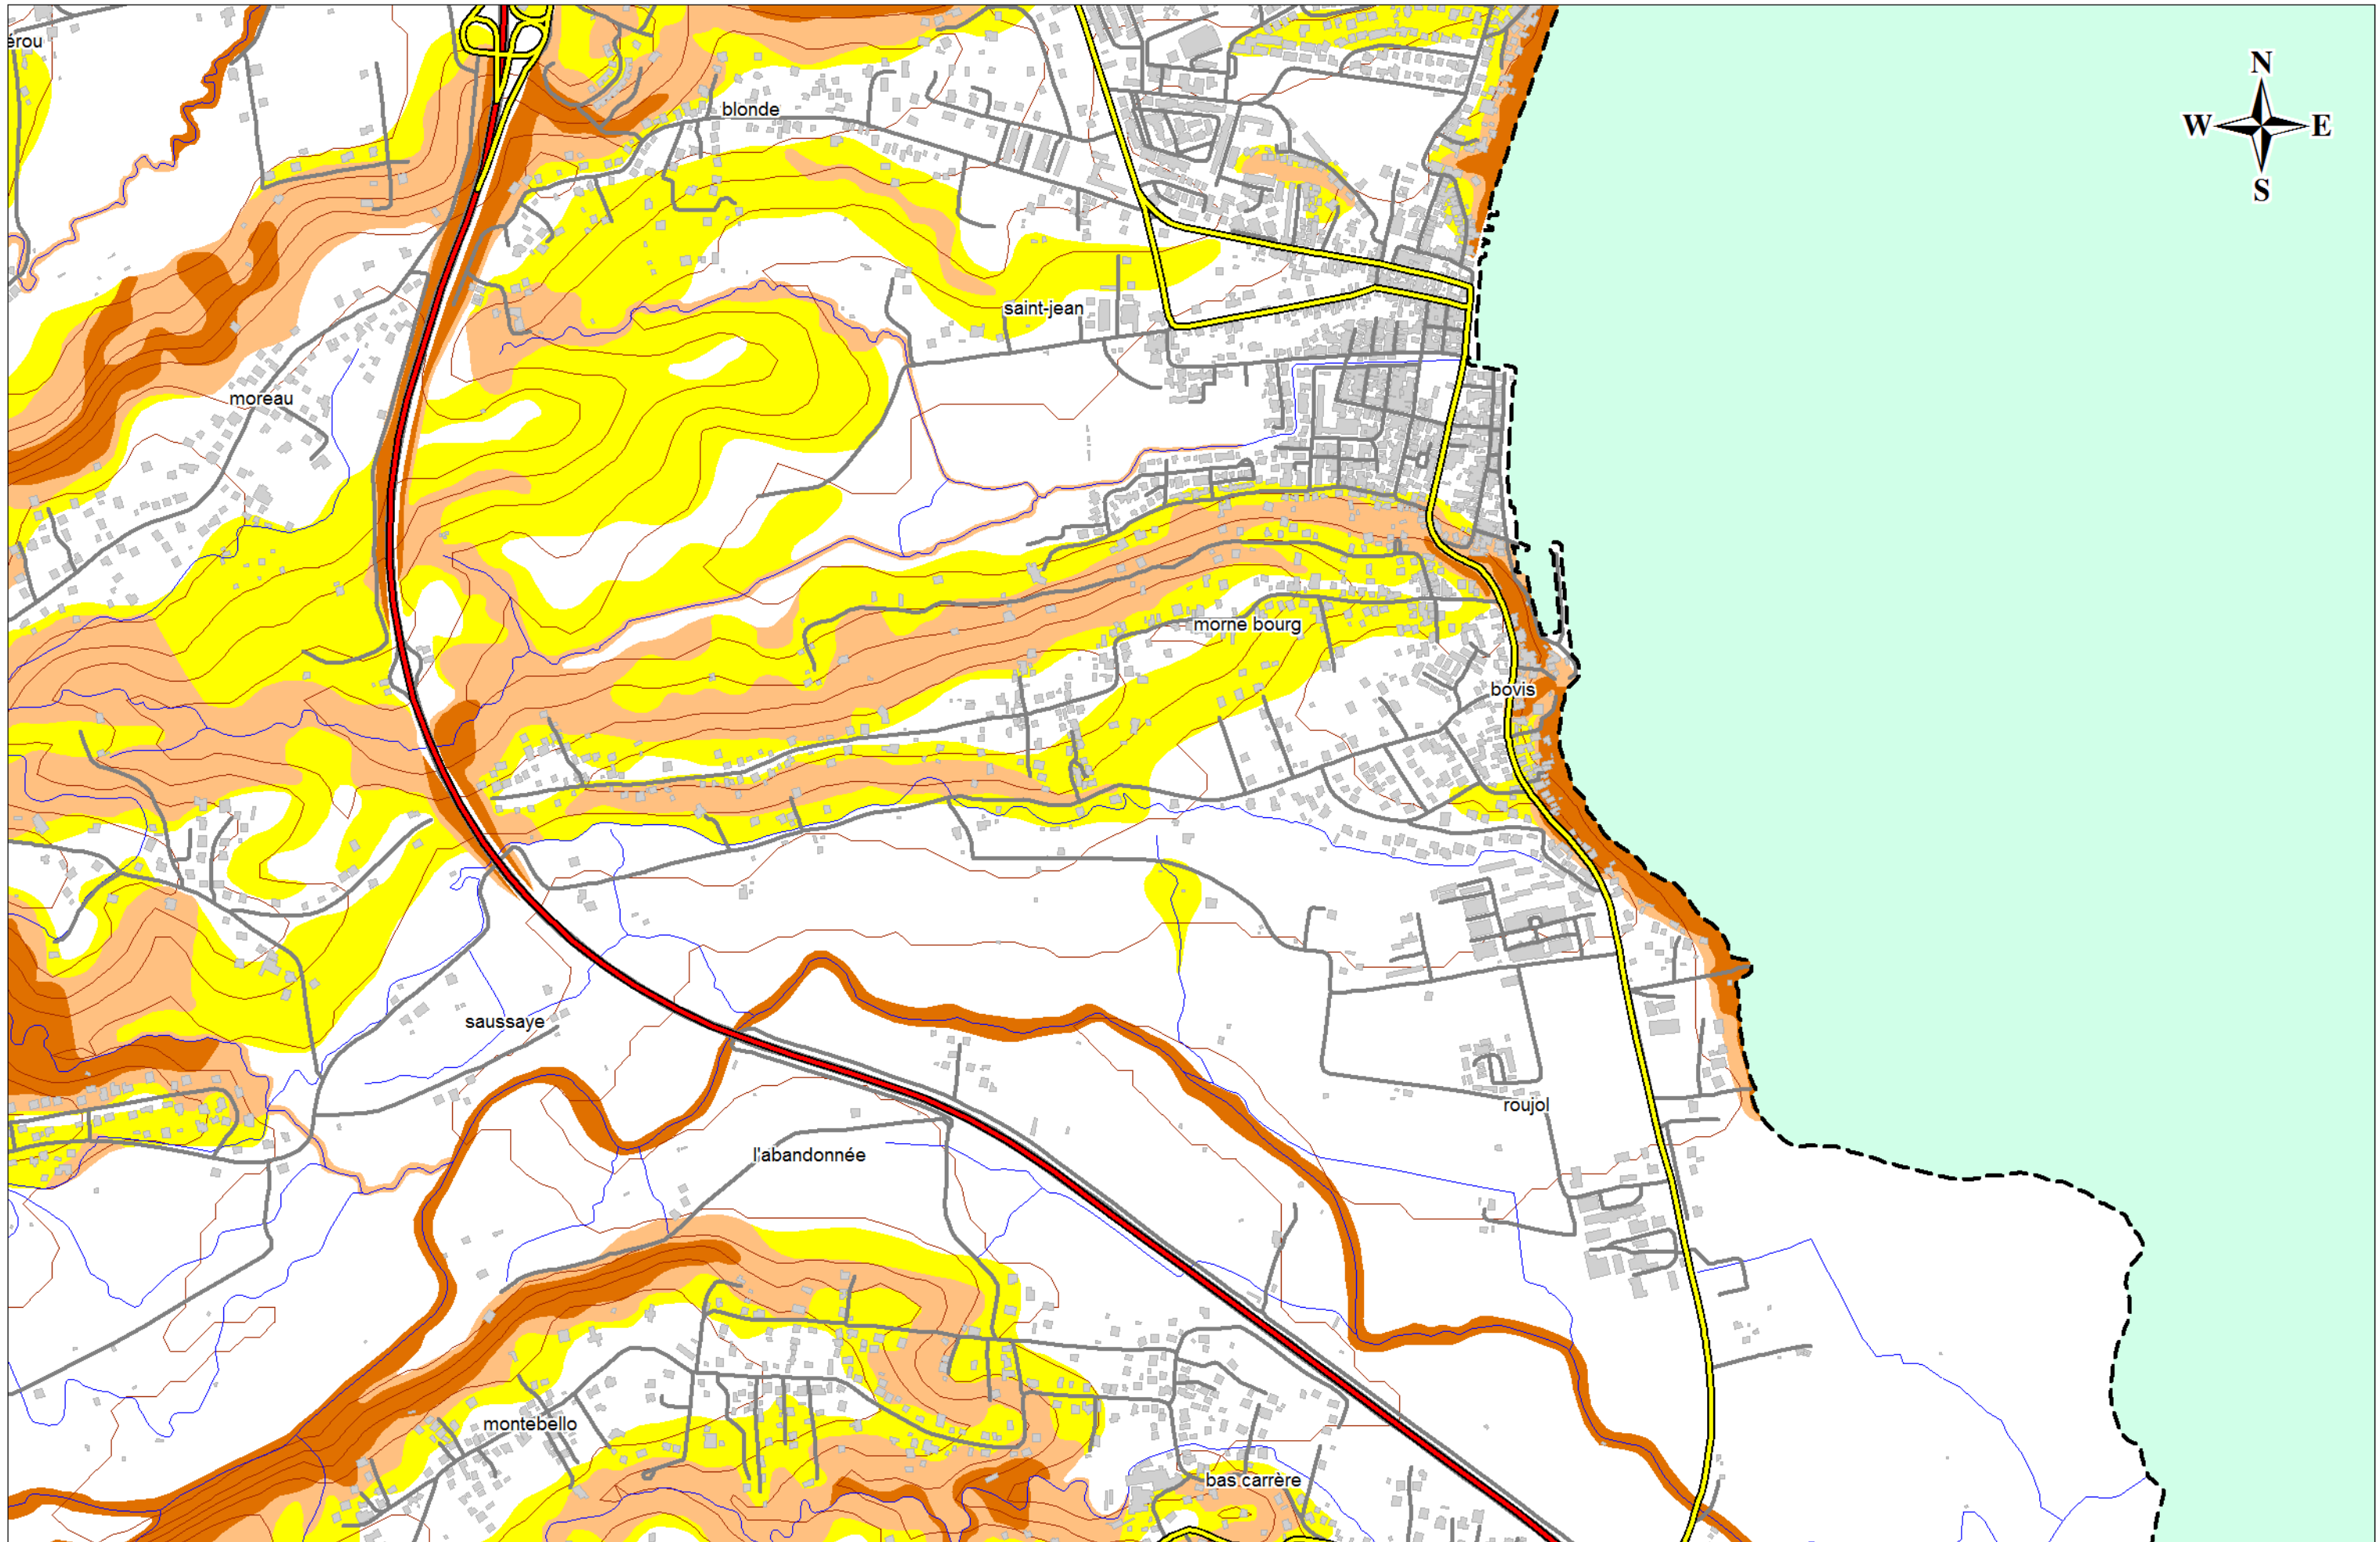 érou
N
W E
S
blonde
saint-jean
moreau
morne bourg
bovis
saussaye
roujol
l'abandonnée
montebello
bas carrère